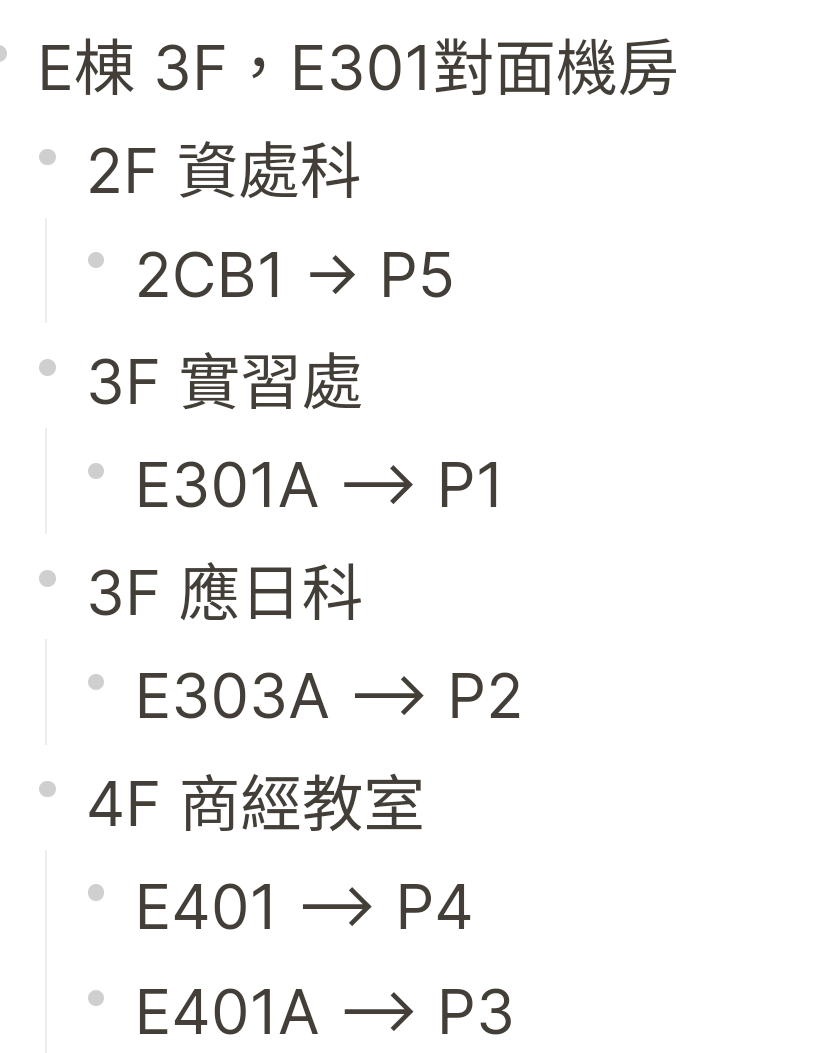 E棟 3F，E301對面機房
2F 資處科
2CB1 → P5
3F 實習處
E301A ⟶ P1
3F 應日科
E303A ⟶ P2
4F 商經教室
E401 ⟶ P4
E401A ⟶ P3